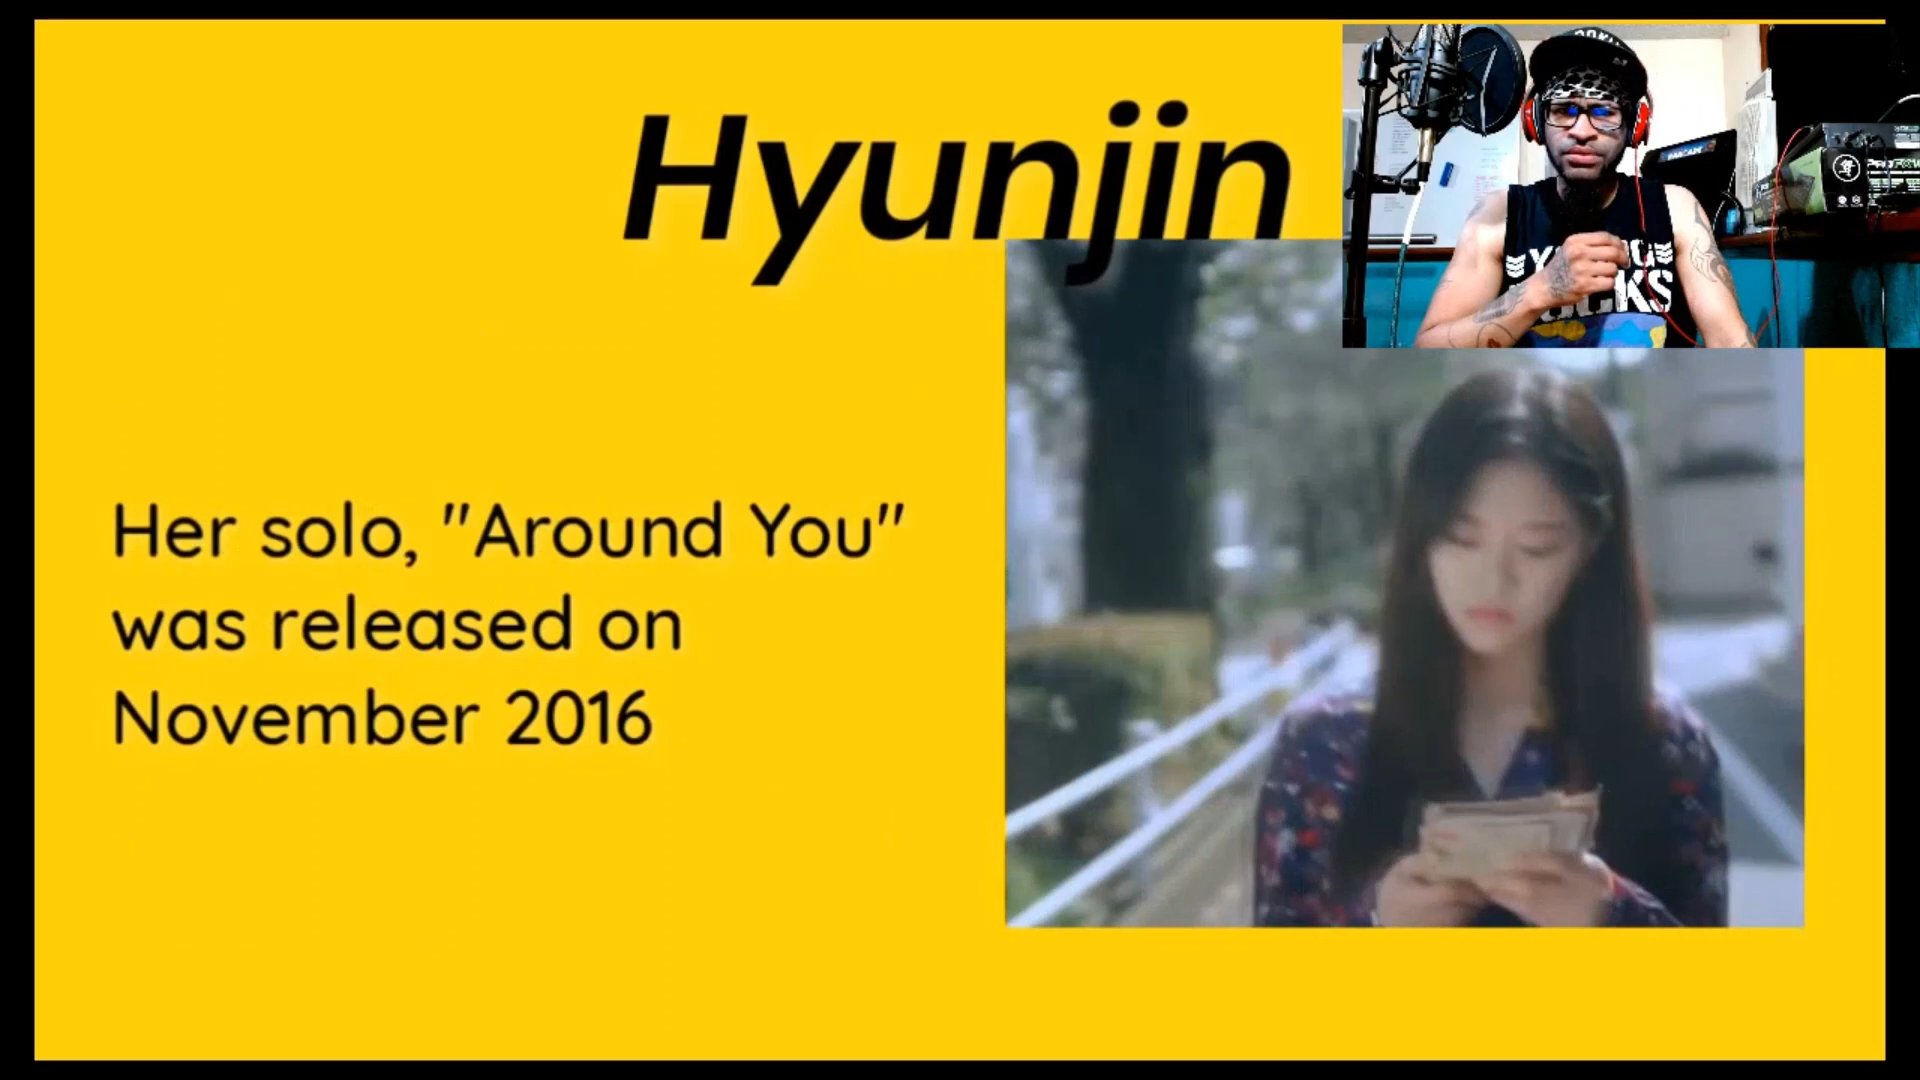 Hyunjin
Her solo, "Around You"
was released on
November 2016